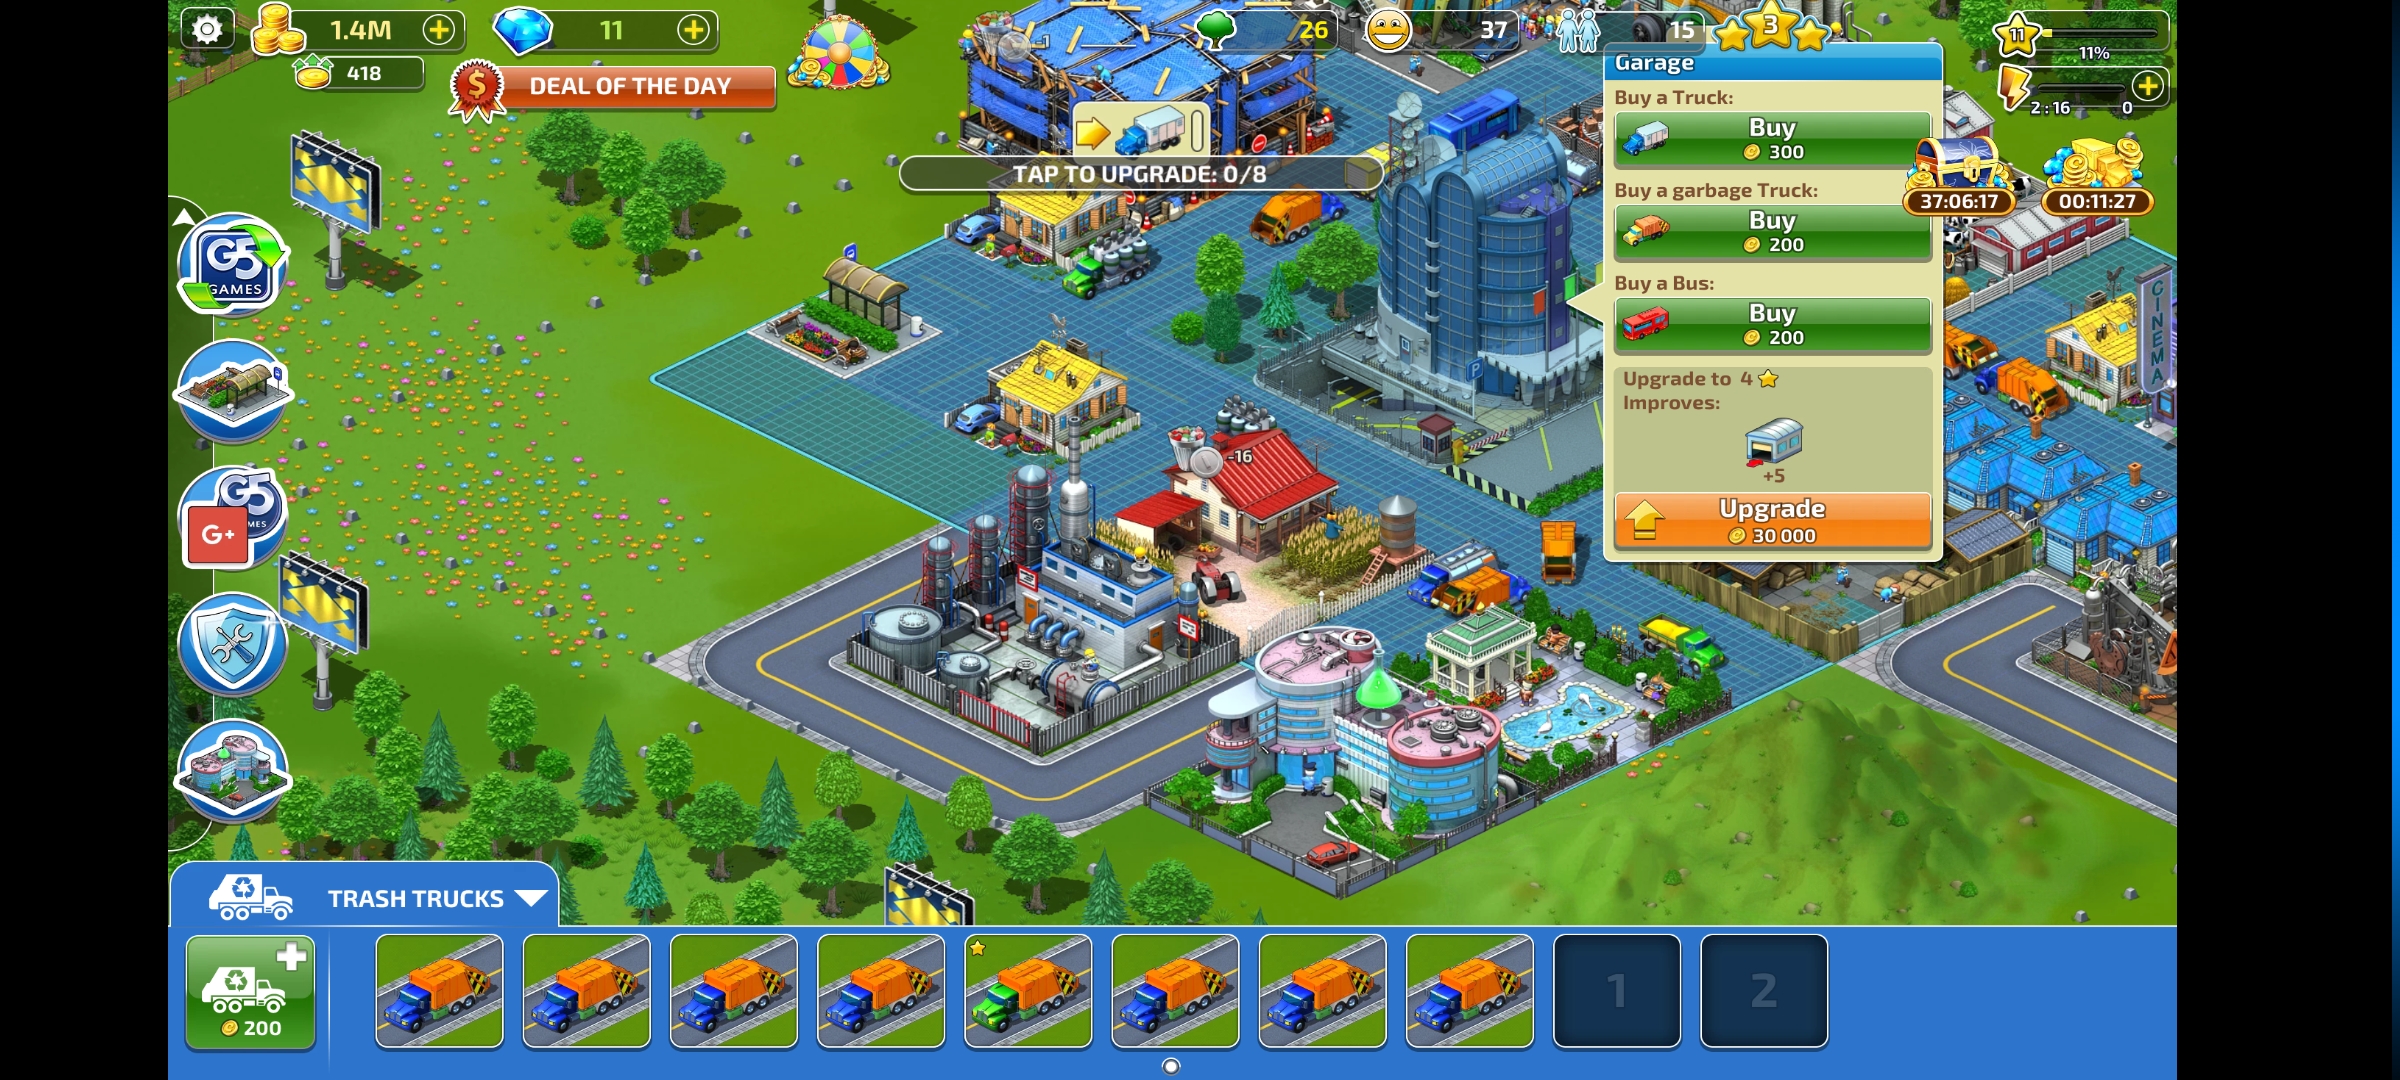 1.4M
11
26
37
15
3
11
11%
418
DEAL OF THE DAY
-1
2:16
0
TAP TO UPGRADE: 0/8
Garage
Buy a Truck:
Buy
300
Buy a garbage Truck:
Buy
200
Buy a Bus:
Buy
200
Upgrade to 4
Improves:
+5
Upgrade
30 000
37:06:17
00:11:27
G5
GAMES
G5
MES
G+
P
-16
CINEMA
TRASH TRUCKS
200
1
2